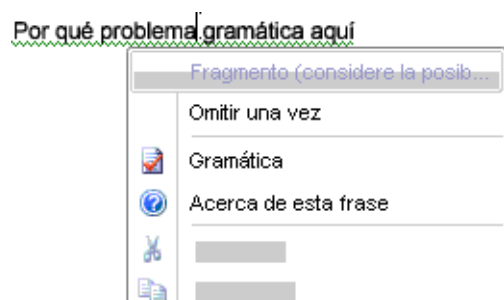 Por qué problema gramática aquí
Fragmento (considere la posib...
Omitir una vez
Gramática
Acerca de esta frase